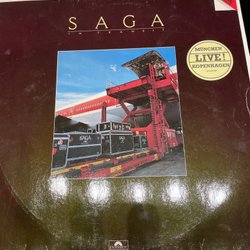 SAGA
in transit
MÜNCHEN
LIVE!
KOPENHAGEN